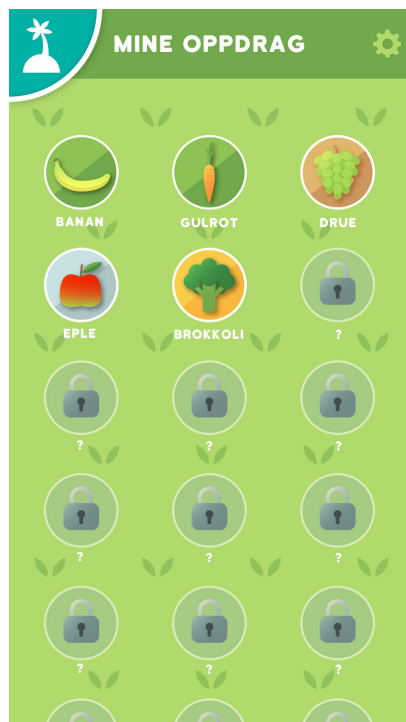 MINE OPPDRAG
BANAN GULROT DRUE
EPLE BROKKOLI ?
? ? ?
? ? ?
? ? ?